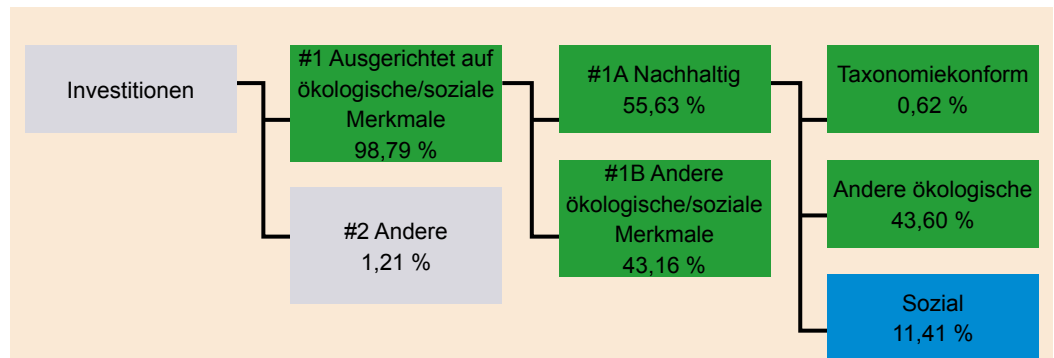 Investitionen
#1 Ausgerichtet auf
ökologische/soziale
Merkmale
98,79 %
#2 Andere
1,21 %
#1A Nachhaltig
55,63 %
#1B Andere
ökologische/soziale
Merkmale
43,16 %
Taxonomiekonform
0,62 %
Andere ökologische
43,60 %
Sozial
11,41 %